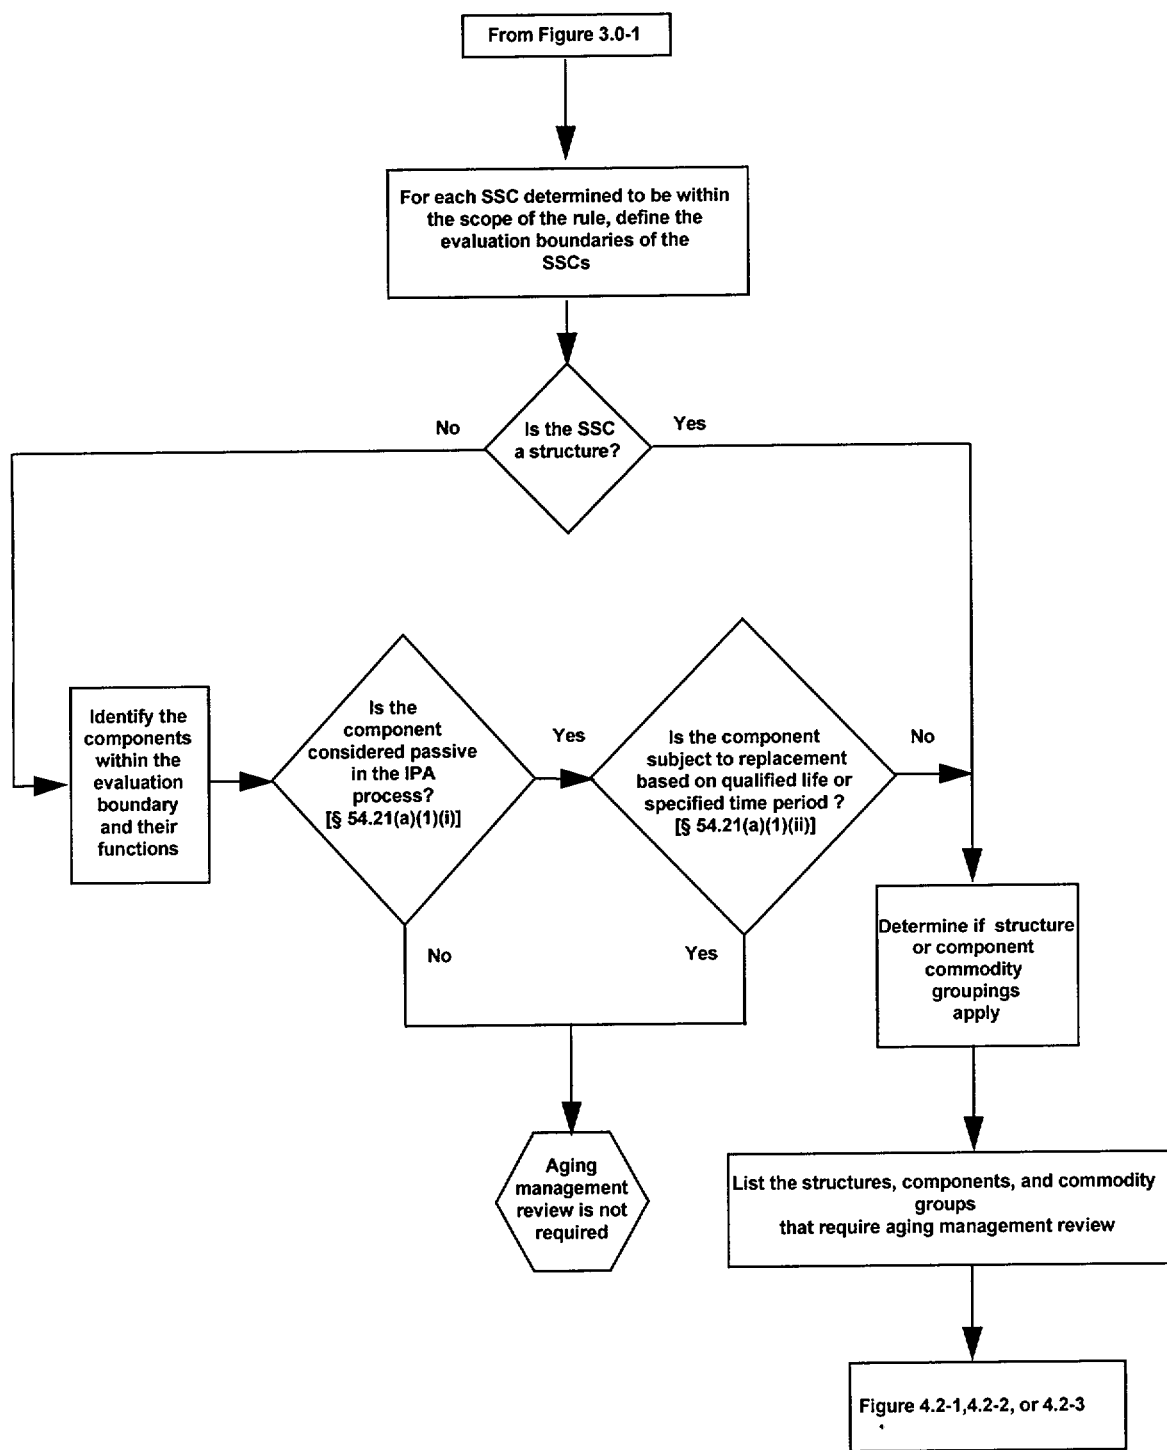 From Figure 3.0-1
For each SSC determined to be within
the scope of the rule, define the
evaluation boundaries of the
SSCs
No
Is the SSC
a structure?
Yes
Identify the
components
within the
evaluation
boundary
and their
functions
Is the
component
considered passive
in the IPA
process?
[§ 54.21(a)(1)(i)]
Yes
Is the component
subject to replacement
based on qualified life or
specified time period ?
[§ 54.21(a)(1)(ii)]
No
No
Yes
Determine if structure
or component
commodity
groupings
apply
Aging
management
review is not
required
List the structures, components, and commodity
groups
that require aging management review
Figure 4.2-1,4.2-2, or 4.2-3